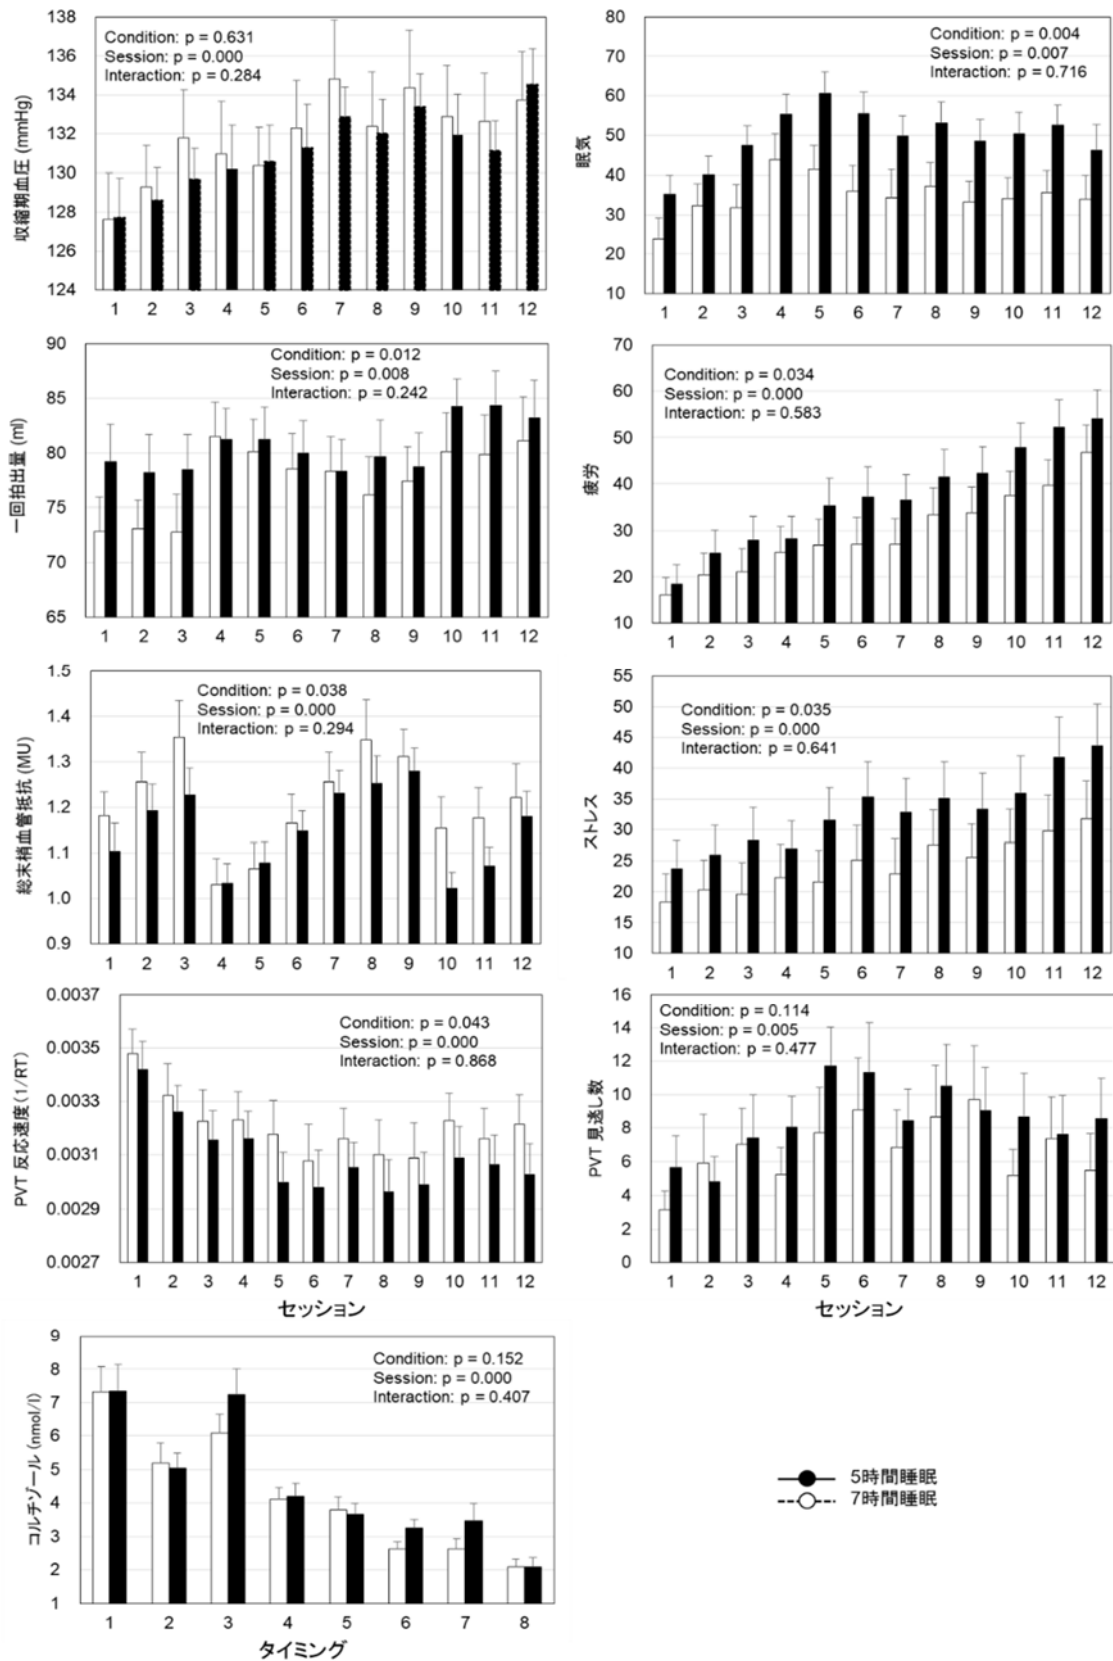 収縮期血圧 (mmHg)
138
136
134
132
130
128
126
124
Condition: p = 0.631
Session: p = 0.000
Interaction: p = 0.284
1 2 3 4 5 6 7 8 9 10 11 12
眠気
80
70
60
50
40
30
20
10
Condition: p = 0.004
Session: p = 0.007
Interaction: p = 0.716
1 2 3 4 5 6 7 8 9 10 11 12
一回拍出量 (ml)
90
85
80
75
70
65
Condition: p = 0.012
Session: p = 0.008
Interaction: p = 0.242
1 2 3 4 5 6 7 8 9 10 11 12
疲労
70
60
50
40
30
20
10
Condition: p = 0.034
Session: p = 0.000
Interaction: p = 0.583
1 2 3 4 5 6 7 8 9 10 11 12
総末梢血管抵抗 (MU)
1.5
1.4
1.3
1.2
1.1
1.0
0.9
Condition: p = 0.038
Session: p = 0.000
Interaction: p = 0.294
1 2 3 4 5 6 7 8 9 10 11 12
ストレス
55
50
45
40
35
30
25
20
15
10
Condition: p = 0.035
Session: p = 0.000
Interaction: p = 0.641
1 2 3 4 5 6 7 8 9 10 11 12
PVT 反応速度(1/RT)
0.0037
0.0035
0.0033
0.0031
0.0029
0.0027
Condition: p = 0.043
Session: p = 0.000
Interaction: p = 0.868
1 2 3 4 5 6 7 8 9 10 11 12
セッション
PVT 見逃し数
16
14
12
10
8
6
4
2
0
Condition: p = 0.114
Session: p = 0.005
Interaction: p = 0.477
1 2 3 4 5 6 7 8 9 10 11 12
セッション
コルチゾール (nmol/l)
9
8
7
6
5
4
3
2
1
Condition: p = 0.152
Session: p = 0.000
Interaction: p = 0.407
1 2 3 4 5 6 7 8
タイミング
5時間睡眠
7時間睡眠